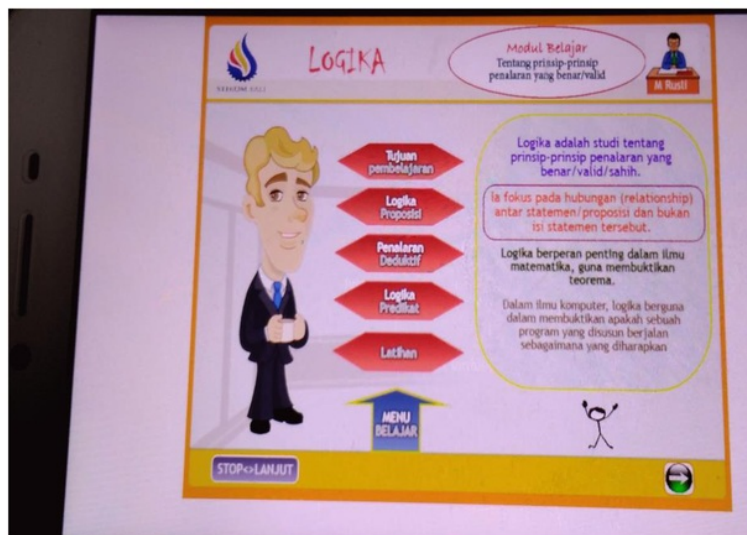 LOGIKA
Modul Belajar
Tentang prinsip-prinsip
penalaran yang benar/valid
M Rusli
Tujuan
pembelajaran
Logika
Proposisi
Penalaran
Deduktif
Logika
Predikat
Latihan
MENU
BELAJAR
Logika adalah studi tentang
prinsip-prinsip penalaran yang
benar/valid/sahih.
Ia fokus pada hubungan (relationship)
antar statemen/proposisi dan bukan
isi statemen tersebut.
Logika berperan penting dalam ilmu
matematika, guna membuktikan
teorema.
Dalam ilmu komputer, logika berguna
dalam membuktikan apakah sebuah
program yang disusun berjalan
sebagaimana yang diharapkan
STOP<>LANJUT